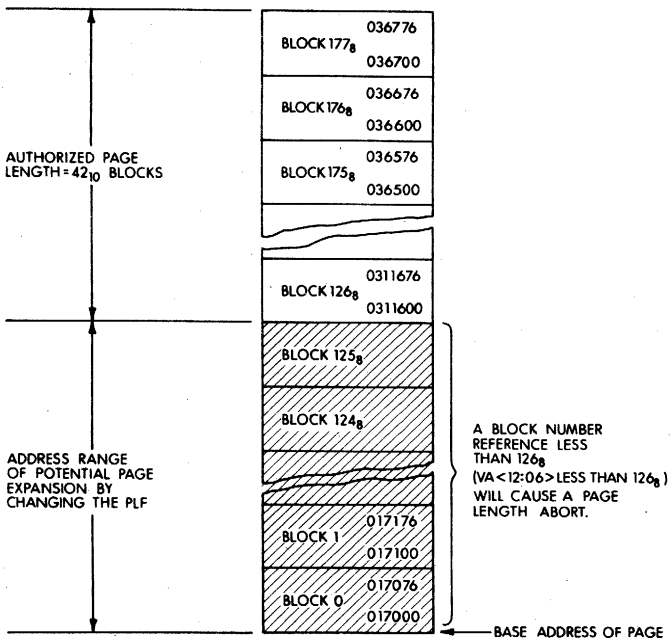 BLOCK 177₈
036776
036700
BLOCK 176₈
036676
036600
BLOCK 175₈
036576
036500
AUTHORIZED PAGE
LENGTH = 42₁₀ BLOCKS
BLOCK 126₈
0311676
0311600
BLOCK 125₈
BLOCK 124₈
ADDRESS RANGE
OF POTENTIAL PAGE
EXPANSION BY
CHANGING THE PLF
A BLOCK NUMBER
REFERENCE LESS
THAN 126₈
(VA<12:06> LESS THAN 126₈)
WILL CAUSE A PAGE
LENGTH ABORT.
BLOCK 1
017176
017100
BLOCK 0
017076
017000
BASE ADDRESS OF PAGE